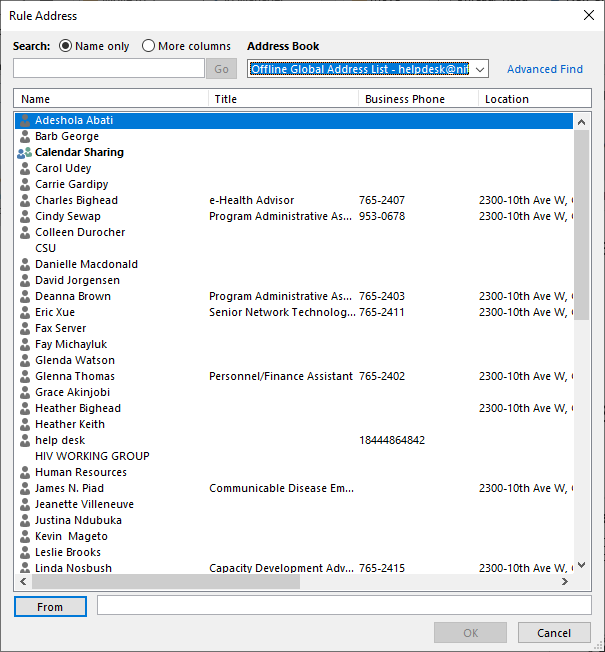 Rule Address
Search: Name only More columns Address Book
Go Offline Global Address List - helpdesk@nif Advanced Find
Name Title Business Phone Location
Adeshola Abati
Barb George
Calendar Sharing
Carol Udey
Carrie Gardipy
Charles Bighead e-Health Advisor 765-2407 2300-10th Ave W,
Cindy Sewap Program Administrative As... 953-0678 2300-10th Ave W,
Colleen Durocher
CSU
Danielle Macdonald
David Jorgensen
Deanna Brown Program Administrative As... 765-2403 2300-10th Ave W,
Eric Xue Senior Network Technolog... 765-2411 2300-10th Ave W,
Fax Server
Fay Michayluk
Glenda Watson
Glenna Thomas Personnel/Finance Assistant 765-2402 2300-10th Ave W,
Grace Akinjobi
Heather Bighead 2300-10th Ave W,
Heather Keith
help desk 18444864842
HIV WORKING GROUP
Human Resources
James N. Piad Communicable Disease Em... 2300-10th Ave W,
Jeanette Villeneuve
Justina Ndubuka
Kevin Mageto
Leslie Brooks
Linda Nosbush Capacity Development Adv... 765-2415 2300-10th Ave W,
From
OK Cancel